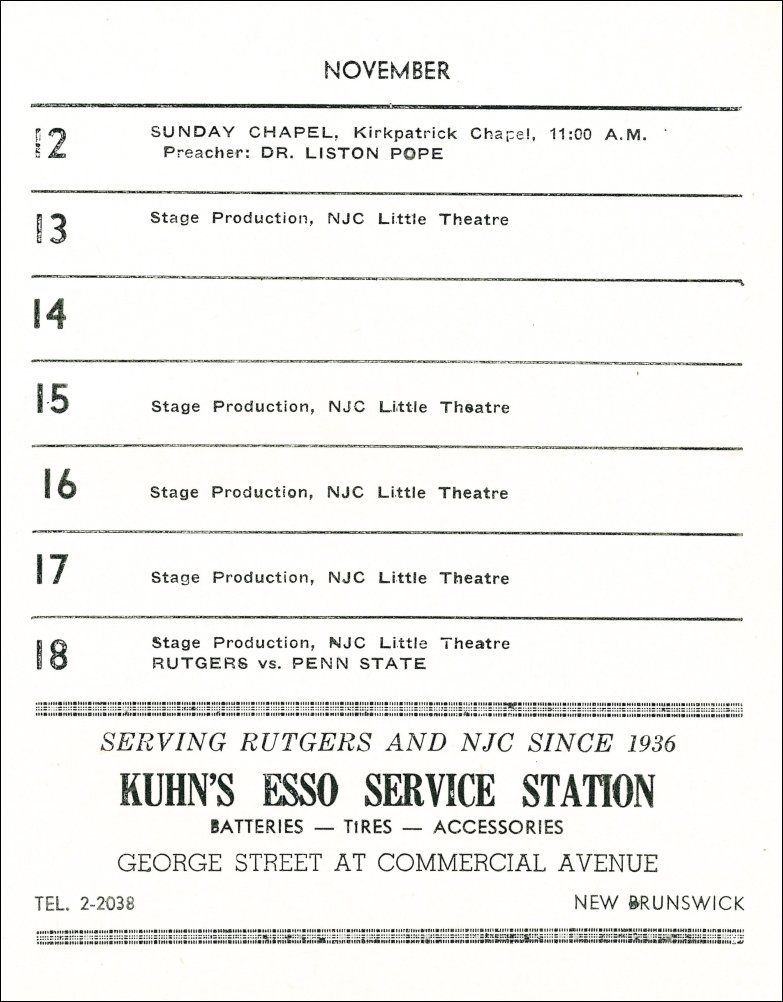 NOVEMBER
12
SUNDAY CHAPEL, Kirkpatrick Chapel, 11:00 A.M.
Preacher: DR. LISTON POPE
13
Stage Production, NJC Little Theatre
14
15
Stage Production, NJC Little Theatre
16
Stage Production, NJC Little Theatre
17
Stage Production, NJC Little Theatre
18
Stage Production, NJC Little Theatre
RUTGERS vs. PENN STATE
SERVING RUTGERS AND NJC SINCE 1936
KUHN'S ESSO SERVICE STATION
BATTERIES — TIRES — ACCESSORIES
GEORGE STREET AT COMMERCIAL AVENUE
TEL. 2-2038
NEW BRUNSWICK